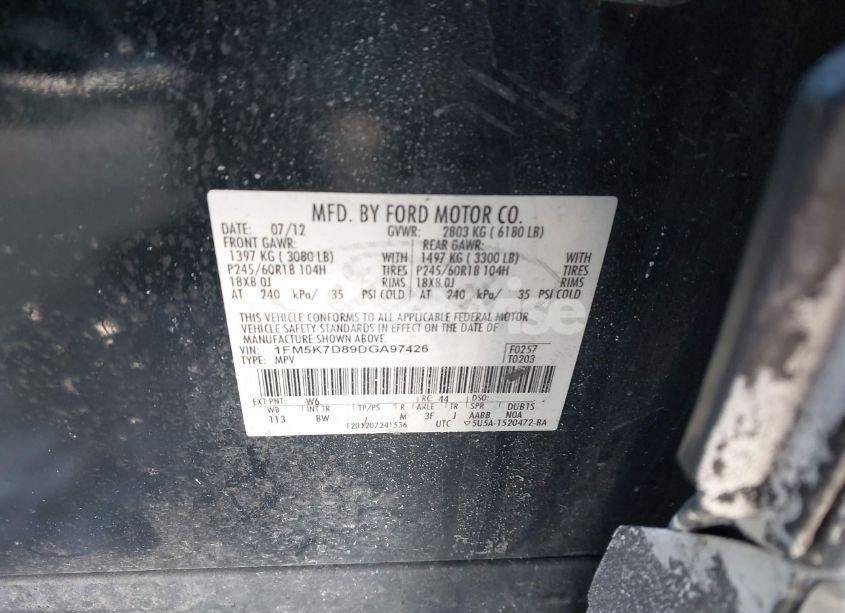 MFD. BY FORD MOTOR CO.
DATE: 07/12 GVWR: 2803 KG ( 6180 LB)
FRONT GAWR: REAR GAWR:
1397 KG ( 3080 LB) WITH 1497 KG ( 3300 LB) WITH
P245/60R18 104H TIRES P245/60R18 104H TIRES
18X8.0J RIMS 18X8.0J RIMS
AT 240 kPa/ 35 PSI COLD AT 240 kPa/ 35 PSI COLD
THIS VEHICLE CONFORMS TO ALL APPLICABLE FEDERAL MOTOR
VEHICLE SAFETY STANDARDS IN EFFECT ON THE DATE OF
MANUFACTURE SHOWN ABOVE.
VIN: 1FM5K7D89DGA97426 F0257
TYPE: MPV T0203
EXT PNT: W6 RC: 44 DSO:
WB INT TR TP/PS R AXLE TR SPR DUBTS
113 BW / M 3F J AABB N0A
UTC 5U5A-1520472-BA